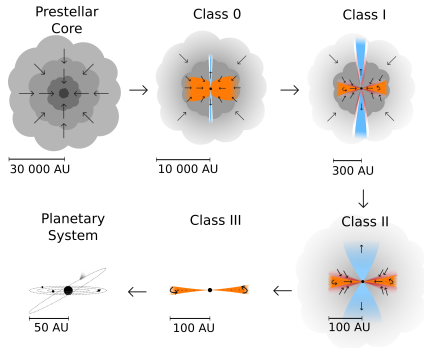 Prestellar
Core
Class 0
Class I
30 000 AU
10 000 AU
300 AU
Planetary
System
Class III
Class II
50 AU
100 AU
100 AU